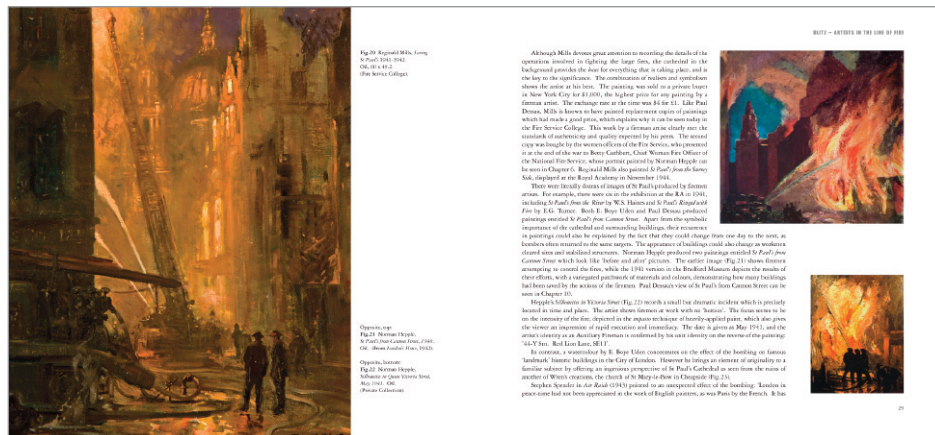 Fig.20 Reginald Mills, Saving
St Paul's 1941-1942.
Oil, 60 x 49.2.
(Fire Service College).
Opposite, top:
Fig.21 Norman Hepple,
St Paul's from Cannon Street, 1940.
Oil. (From London's Hour, 1942).
Opposite, bottom:
Fig.22 Norman Hepple,
Silhouettes in Queen Victoria Street,
May 1941. Oil.
(Private Collection).
BLITZ – ARTISTS IN THE LINE OF FIRE
Although Mills devotes great attention to recording the details of the
operations involved in fighting the large fires, the cathedral in the
background provides the for everything that is taking place, and is
the key to the significance. The combination of realism and symbolism
shows the artist at his best. The painting was sold to a private buyer
in New York City for $1,000, the highest price for any painting by a
fireman artist. The exchange rate at the time was $4 for £1. Like Paul
Dessau, Mills is known to have painted replacement copies of paintings
which had made a good price, which explains why it can be seen today in
the Fire Service College. This work by a fireman artist clearly met the
standards of authenticity and quality expected by his peers. The second
copy was bought by the women officers of the Fire Service, who presented
it at the end of the war to Betty Cuthbert, Chief Woman Fire Officer of
the National Fire Service, whose portrait painted by Norman Hepple can
be seen in Chapter 6. Reginald Mills also painted St Paul's from the Surrey
Side, displayed at the Royal Academy in November 1944.
There were literally dozens of images of St Paul's produced by firemen
artists. For example, there were six in the exhibition at the RA in 1941,
including St Paul's from the River by W.S. Haines and St Paul's Ringed with
Fire by E.G. Turner. Both E. Boye Uden and Paul Dessau produced
paintings entitled St Paul's from Cannon Street. Apart from the symbolic
importance of the cathedral and surrounding buildings, their recurrence
in paintings could also be explained by the fact that they could change from one day to the next, as
bombers often returned to the same targets. The appearance of buildings could also change as workmen
cleared sites and stabilised structures. Norman Hepple produced two paintings entitled St Paul's from
Cannon Street which look like 'before and after' pictures. The earlier image (Fig.21) shows firemen
attempting to control the fires, while the 1941 version in the Bradford Museum depicts the results of
their efforts, with a variegated patchwork of materials and colours, demonstrating how many buildings
had been saved by the actions of the firemen. Paul Dessau's view of St Paul's from Cannon Street can be
seen in Chapter 10.
Hepple's Silhouettes in Victoria Street (Fig.22) records a small but dramatic incident which is precisely
located in time and place. The artist shows firemen at work with no 'bottom'. The focus seems to be
on the intensity of the fire, depicted in the impasto technique of heavily-applied paint, which also gives
the viewer an impression of rapid execution and immediacy. The date is given as May 1941, and the
artist's identity as an Auxiliary Fireman is confirmed by his unit identity on the reverse of the painting:
'44-Y Stn. Red Lion Lane, SE18'.
In contrast, a watercolour by E. Boye Uden concentrates on the effect of the bombing on famous
'landmark' historic buildings in the City of London. However he brings an element of originality to a
familiar subject by offering an ingenious perspective of St Paul's Cathedral as seen from the ruins of
another of Wren's creations, the church of St Mary-le-Bow in Cheapside (Fig.23).
Stephen Spender in Air Raids (1943) pointed to an unexpected effect of the bombing: 'London in
peace-time had not been appreciated in the work of English painters, as was Paris by the French. It has
29